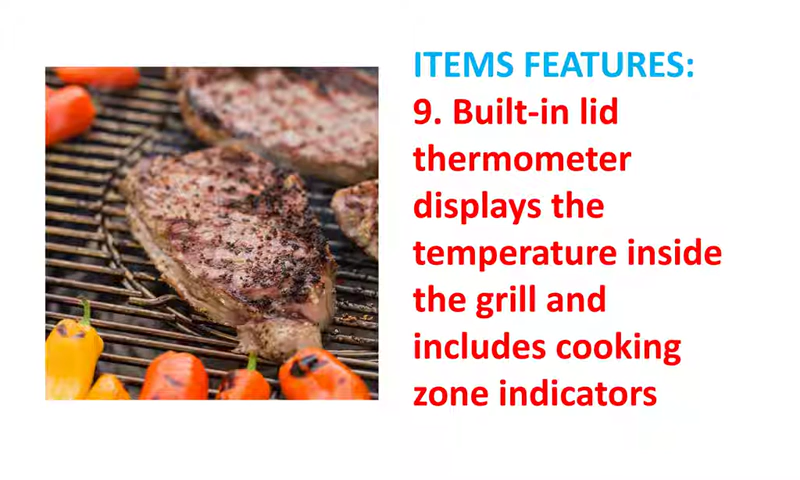 ITEMS FEATURES:
9. Built-in lid
thermometer
displays the
temperature inside
the grill and
includes cooking
zone indicators